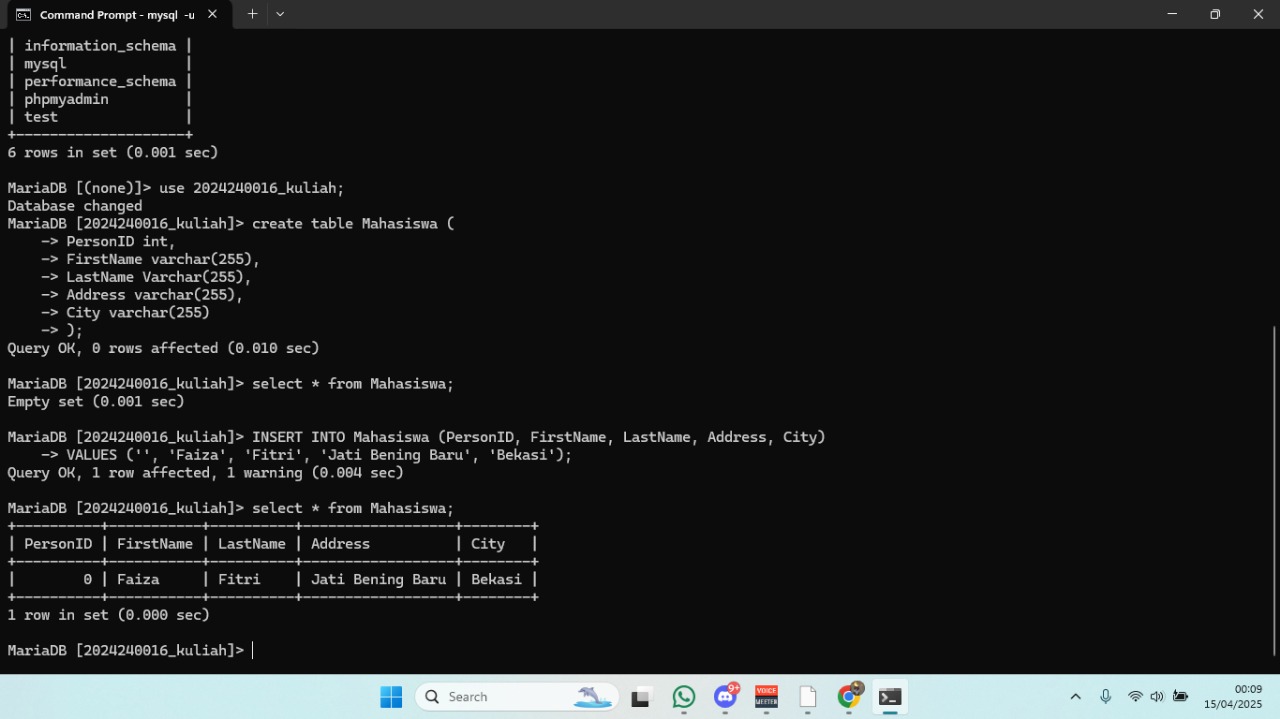 Command Prompt - mysql -u
| information_schema |
| mysql              |
| performance_schema |
| phpmyadmin         |
| test               |
+--------------------+
6 rows in set (0.001 sec)
MariaDB [(none)]> use 2024240016_kuliah;
Database changed
MariaDB [2024240016_kuliah]> create table Mahasiswa (
    -> PersonID int,
    -> FirstName varchar(255),
    -> LastName Varchar(255),
    -> Address varchar(255),
    -> City varchar(255)
    -> );
Query OK, 0 rows affected (0.010 sec)
MariaDB [2024240016_kuliah]> select * from Mahasiswa;
Empty set (0.001 sec)
MariaDB [2024240016_kuliah]> INSERT INTO Mahasiswa (PersonID, FirstName, LastName, Address, City)
    -> VALUES ('', 'Faiza', 'Fitri', 'Jati Bening Baru', 'Bekasi');
Query OK, 1 row affected, 1 warning (0.004 sec)
MariaDB [2024240016_kuliah]> select * from Mahasiswa;
+----------+-----------+----------+------------------+--------+
| PersonID | FirstName | LastName | Address          | City   |
+----------+-----------+----------+------------------+--------+
|        0 | Faiza     | Fitri    | Jati Bening Baru | Bekasi |
+----------+-----------+----------+------------------+--------+
1 row in set (0.000 sec)
MariaDB [2024240016_kuliah]>
Search
9+
VOICE
MEETER
00:09
15/04/2025